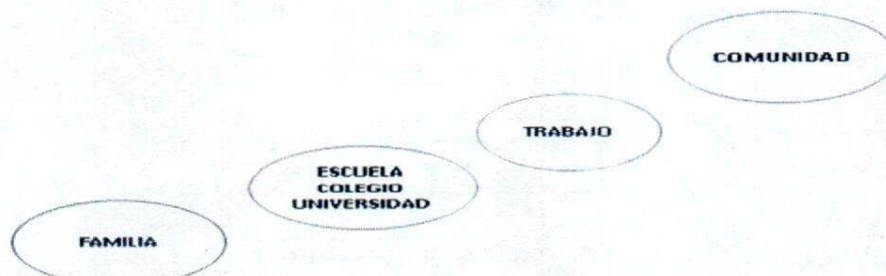 COMUNIDAD
TRABAJO
ESCUELA
COLEGIO
UNIVERSIDAD
FAMILIA